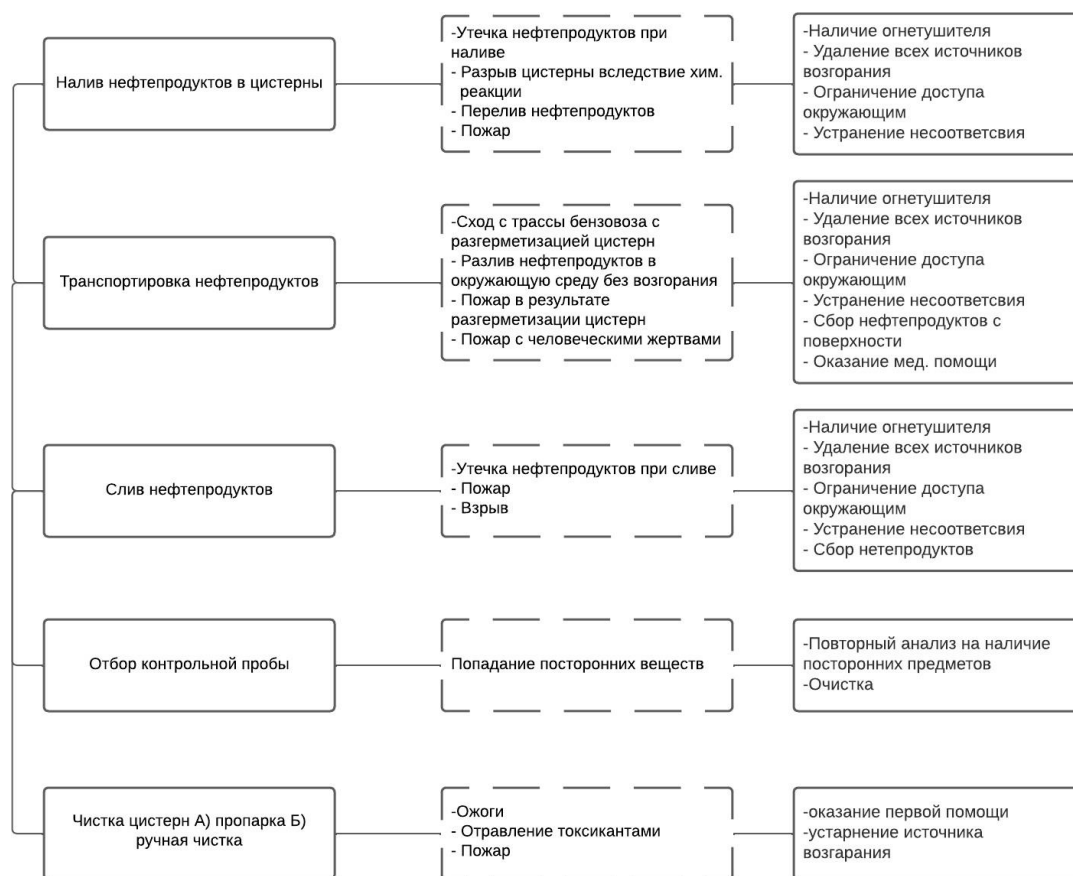 Налив нефтепродуктов в цистерны
-Утечка нефтепродуктов при
наливе
- Разрыв цистерны вследствие хим.
реакции
- Перелив нефтепродуктов
- Пожар
-Наличие огнетушителя
- Удаление всех источников
возгорания
- Ограничение доступа
окружающим
- Устранение несоответсвия
Транспортировка нефтепродуктов
-Сход с трассы бензовоза с
разгерметизацией цистерн
- Разлив нефтепродуктов в
окружающую среду без возгорания
- Пожар в результате
разгерметизации цистерн
- Пожар с человеческими жертвами
-Наличие огнетушителя
- Удаление всех источников
возгорания
- Ограничение доступа
окружающим
- Устранение несоответсвия
- Сбор нефтепродуктов с
поверхности
- Оказание мед. помощи
Слив нефтепродуктов
-Утечка нефтепродуктов при сливе
- Пожар
- Взрыв
-Наличие огнетушителя
- Удаление всех источников
возгорания
- Ограничение доступа
окружающим
- Устранение несоответсвия
- Сбор нетепродуктов
Отбор контрольной пробы
Попадание посторонних веществ
-Повторный анализ на наличие
посторонних предметов
-Очистка
Чистка цистерн А) пропарка Б)
ручная чистка
-Ожоги
- Отравление токсикантами
- Пожар
-оказание первой помощи
-устарнение источника
возгарания